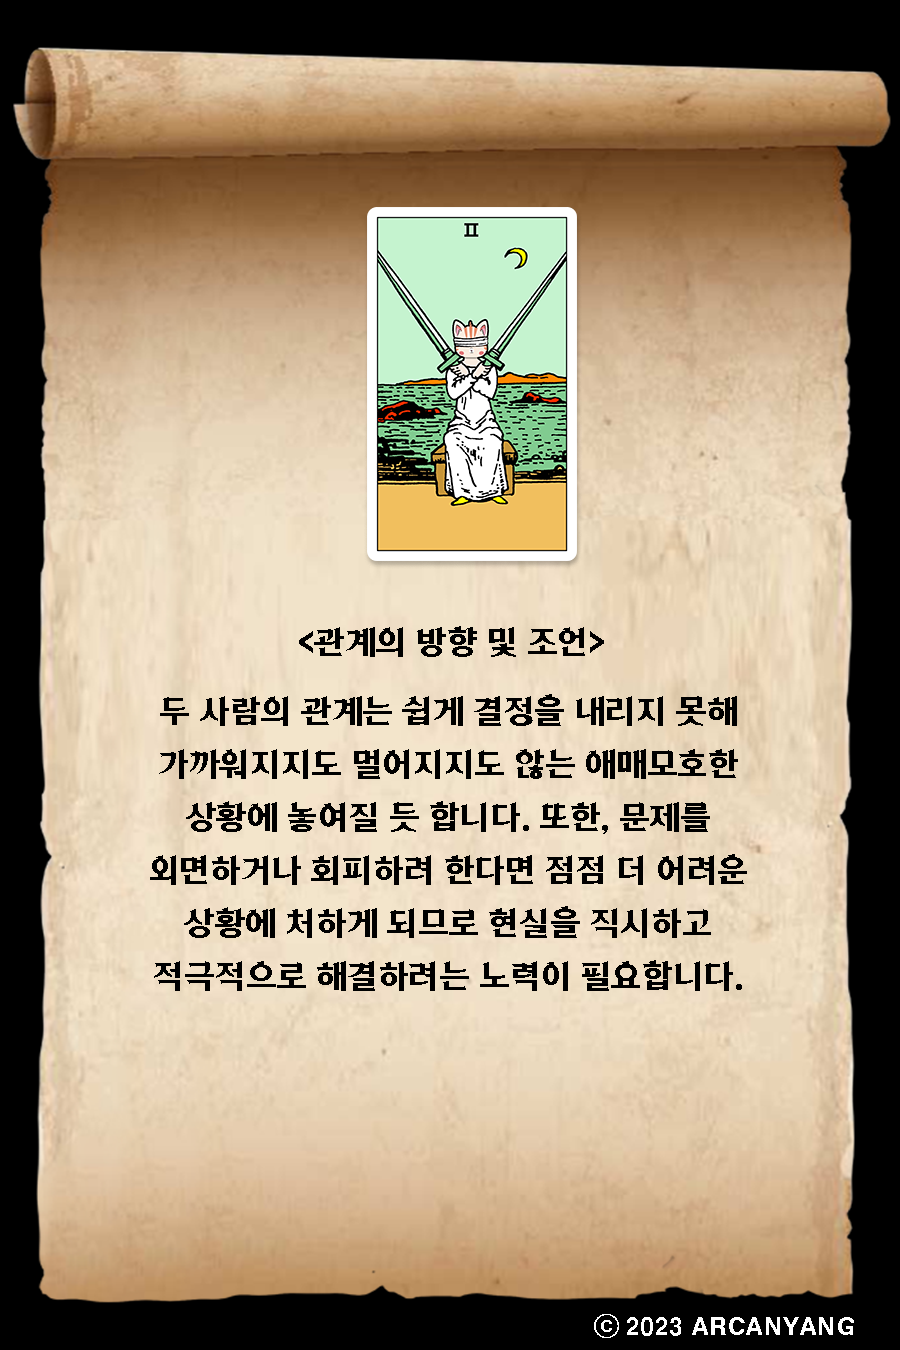 II
<관계의 방향 및 조언>
두 사람의 관계는 쉽게 결정을 내리지 못해
가까워지지도 멀어지지도 않는 애매모호한
상황에 놓여질 듯 합니다. 또한, 문제를
외면하거나 회피하려 한다면 점점 더 어려운
상황에 처하게 되므로 현실을 직시하고
적극적으로 해결하려는 노력이 필요합니다.
ⓒ 2023 ARCANYANG